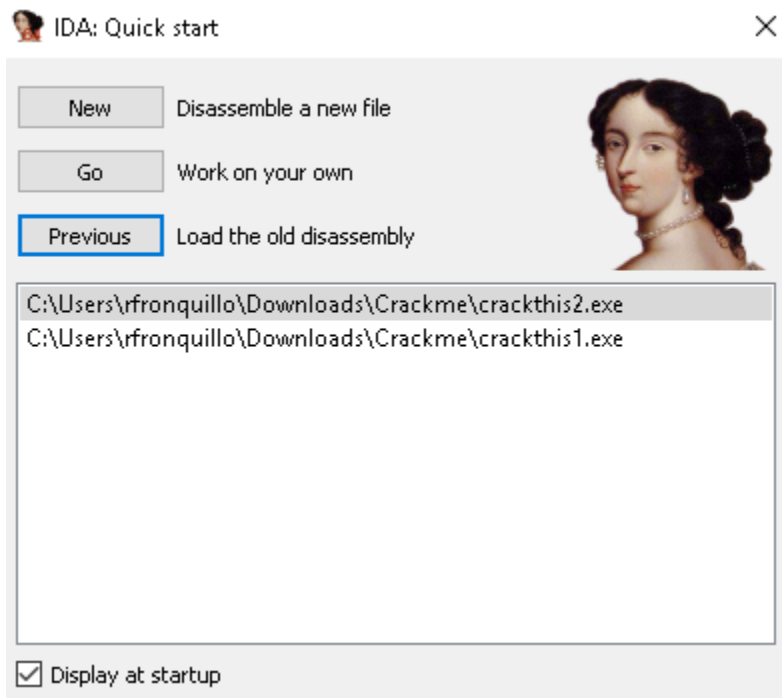 IDA: Quick start
New Disassemble a new file
Go Work on your own
Previous Load the old disassembly
C:\Users\rfronquillo\Downloads\Crackme\crackthis2.exe
C:\Users\rfronquillo\Downloads\Crackme\crackthis1.exe
Display at startup